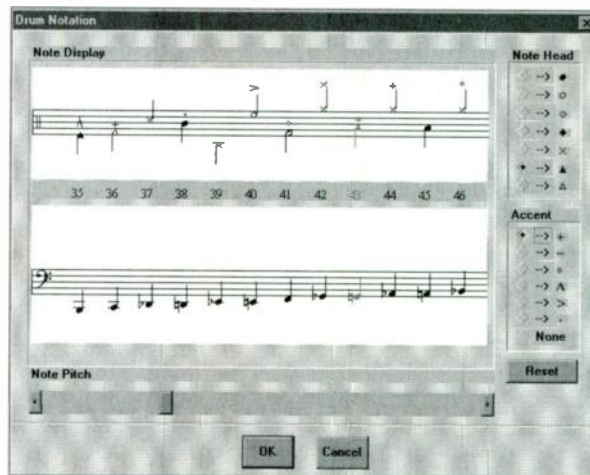 Drum Notation
Note Display
Note Head
35 36 37 38 39 40 41 42 43 44 45 46
Accent
None
Reset
Note Pitch
OK
Cancel